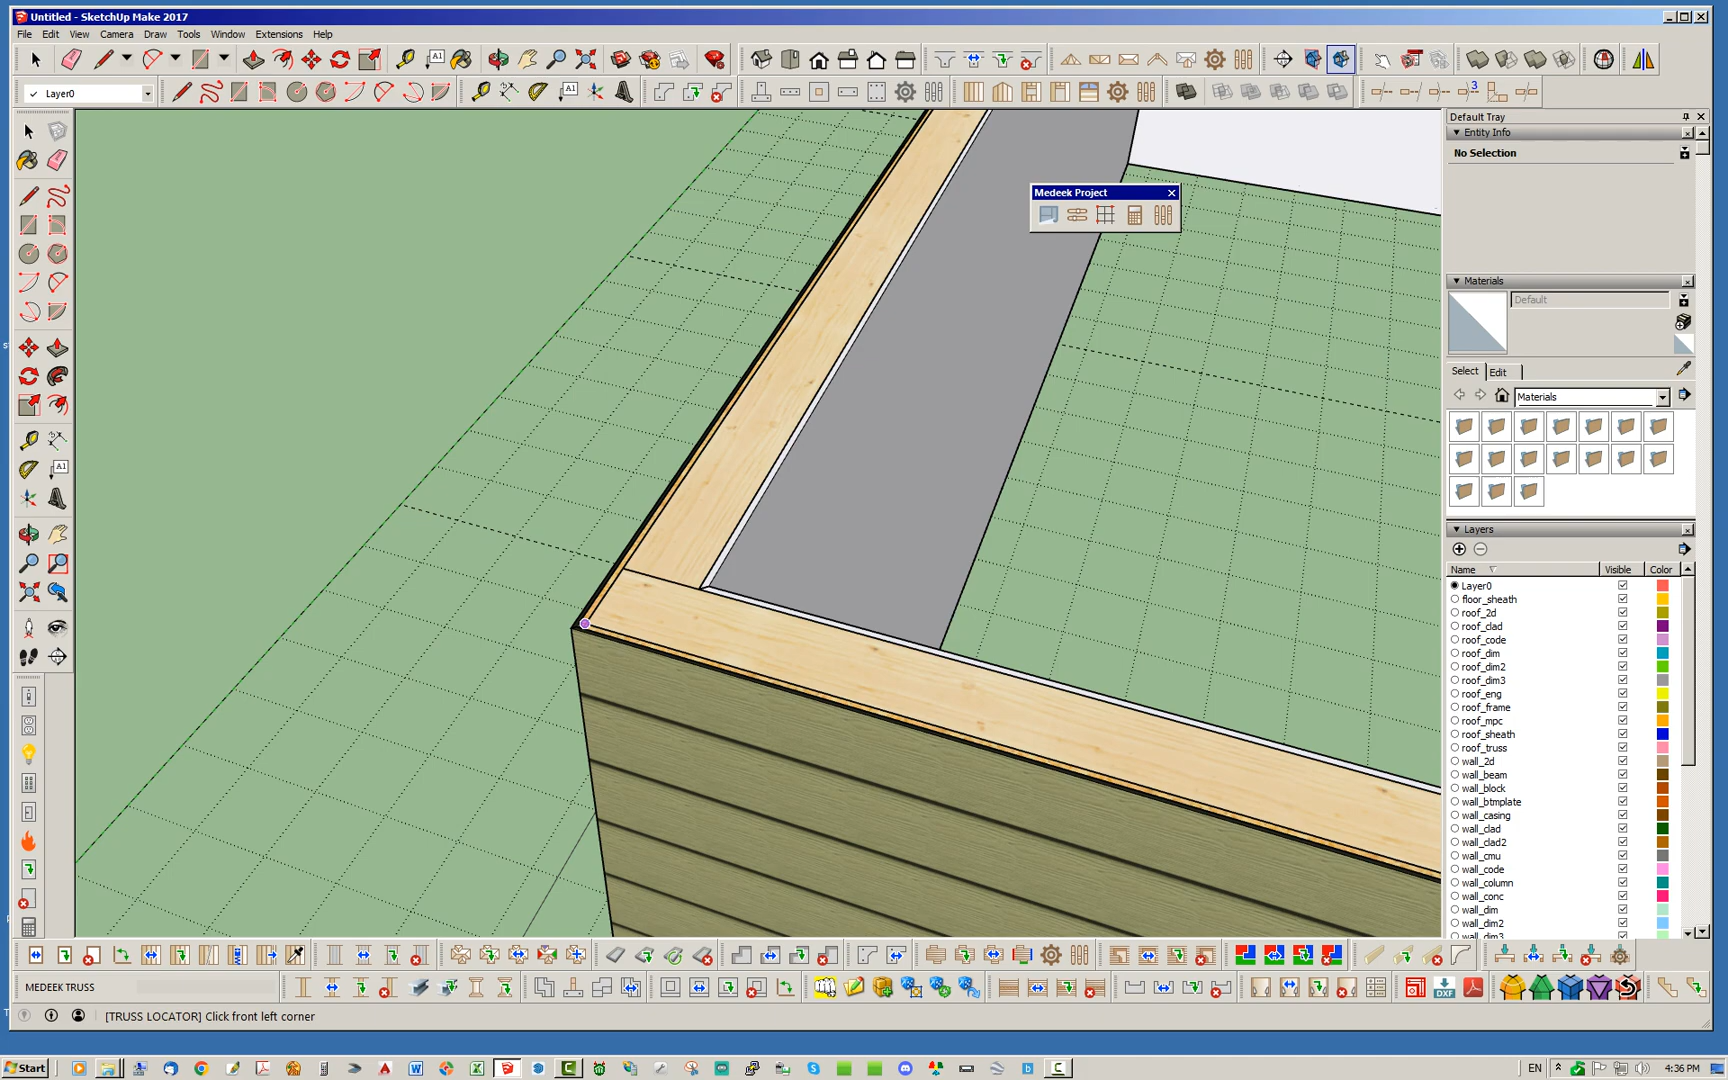 Untitled - SketchUp Make 2017
File Edit View Camera Draw Tools Window Extensions Help
Layer0
Default Tray
Entity Info
No Selection
Medeek Project
Materials
Default
Select Edit
Materials
Layers
Name Visible Color
Layer0
floor_sheath
roof_2d
roof_clad
roof_code
roof_dim
roof_dim2
roof_dim3
roof_eng
roof_frame
roof_mpc
roof_sheath
roof_truss
wall_2d
wall_beam
wall_block
wall_btmplate
wall_casing
wall_clad
wall_clad2
wall_cmu
wall_code
wall_column
wall_conc
wall_dim
wall_dim2
wall_dim3
MEDEEK TRUSS
[TRUSS LOCATOR] Click front left corner
Start EN 4:36 PM